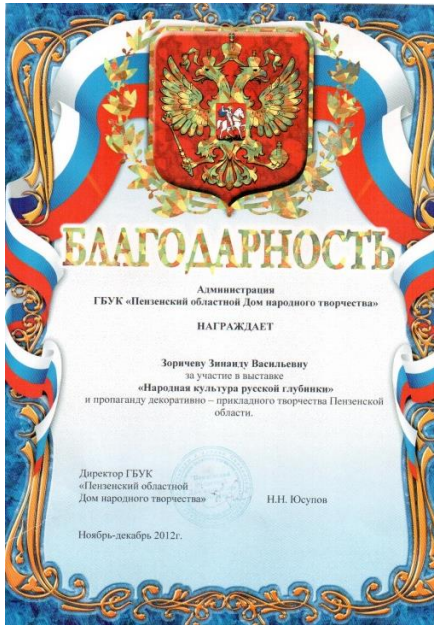 БЛАГОДАРНОСТЬ
Администрация
ГБУК «Пензенский областной Дом народного творчества»
НАГРАЖДАЕТ
Зоричеву Зинаиду Васильевну
за участие в выставке
«Народная культура русской глубинки»
и пропаганду декоративно – прикладного творчества Пензенской
области.
Директор ГБУК
«Пензенский областной
Дом народного творчества» Н.Н. Юсупов
Ноябрь-декабрь 2012г.